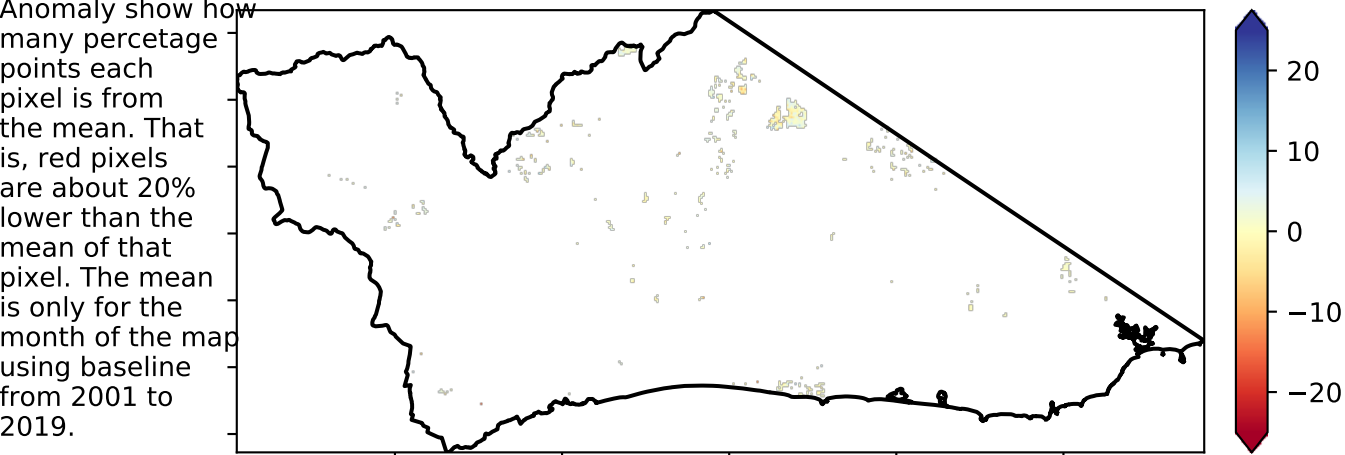 Anomaly show how
many percetage
points each
pixel is from
the mean. That
is, red pixels
are about 20%
lower than the
mean of that
pixel. The mean
is only for the
month of the map
using baseline
from 2001 to
2019.
20
10
0
−10
−20